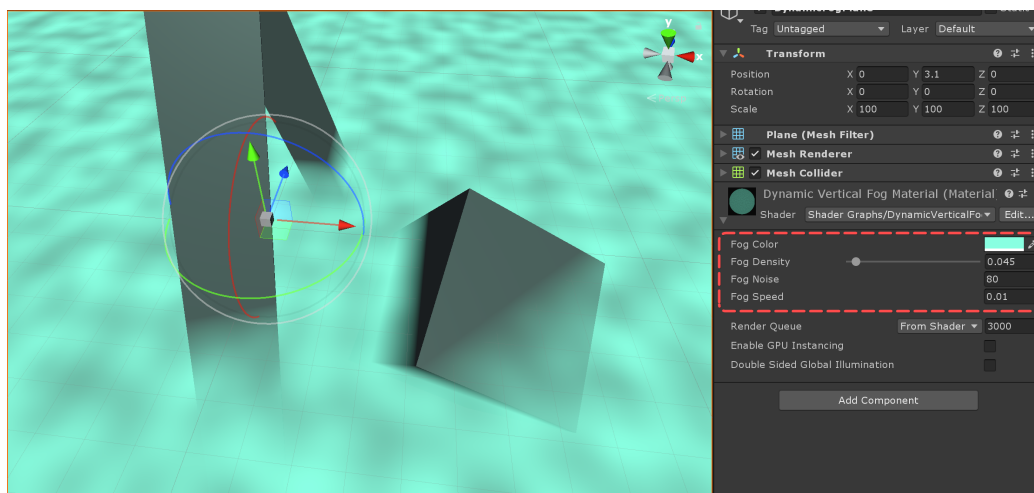 y
x
Tag Untagged Layer Default
Transform
Position X 0 Y 3.1 Z 0
Rotation X 0 Y 0 Z 0
Scale X 100 Y 100 Z 100
Plane (Mesh Filter)
Mesh Renderer
Mesh Collider
Dynamic Vertical Fog Material (Material
Shader Shader Graphs/DynamicVerticalFo Edit...
Fog Color
Fog Density 0.045
Fog Noise 80
Fog Speed 0.01
Render Queue From Shader 3000
Enable GPU Instancing
Double Sided Global Illumination
Add Component